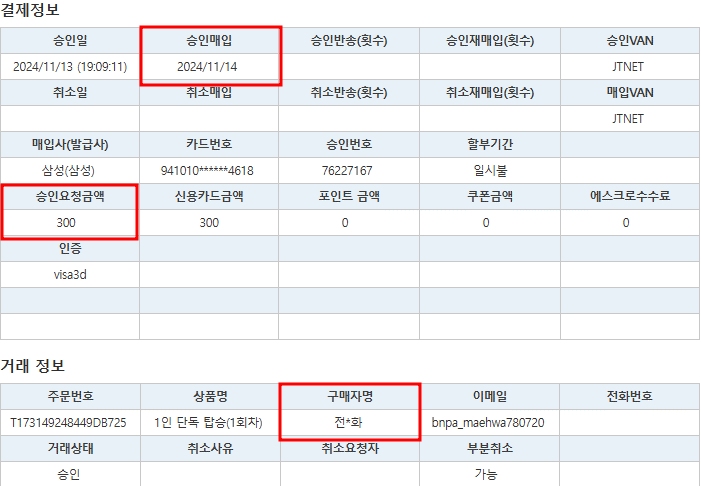 결제정보
승인일 승인매입 승인반송(횟수) 승인재매입(횟수) 승인VAN
2024/11/13 (19:09:11) 2024/11/14 JTNET
취소일 취소매입 취소반송(횟수) 취소재매입(횟수) 매입VAN
JTNET
매입사(발급사) 카드번호 승인번호 할부기간
삼성(삼성) 941010******4618 76227167 일시불
승인요청금액 신용카드금액 포인트 금액 쿠폰금액 에스크로수수료
300 300 0 0 0
인증
visa3d
거래 정보
주문번호 상품명 구매자명 이메일 전화번호
T173149248449DB725 1인 단독 탑승(1회차) 전*화 bnpa_maehwa780720
거래상태 취소사유 취소요청자 부분취소
승인 가능